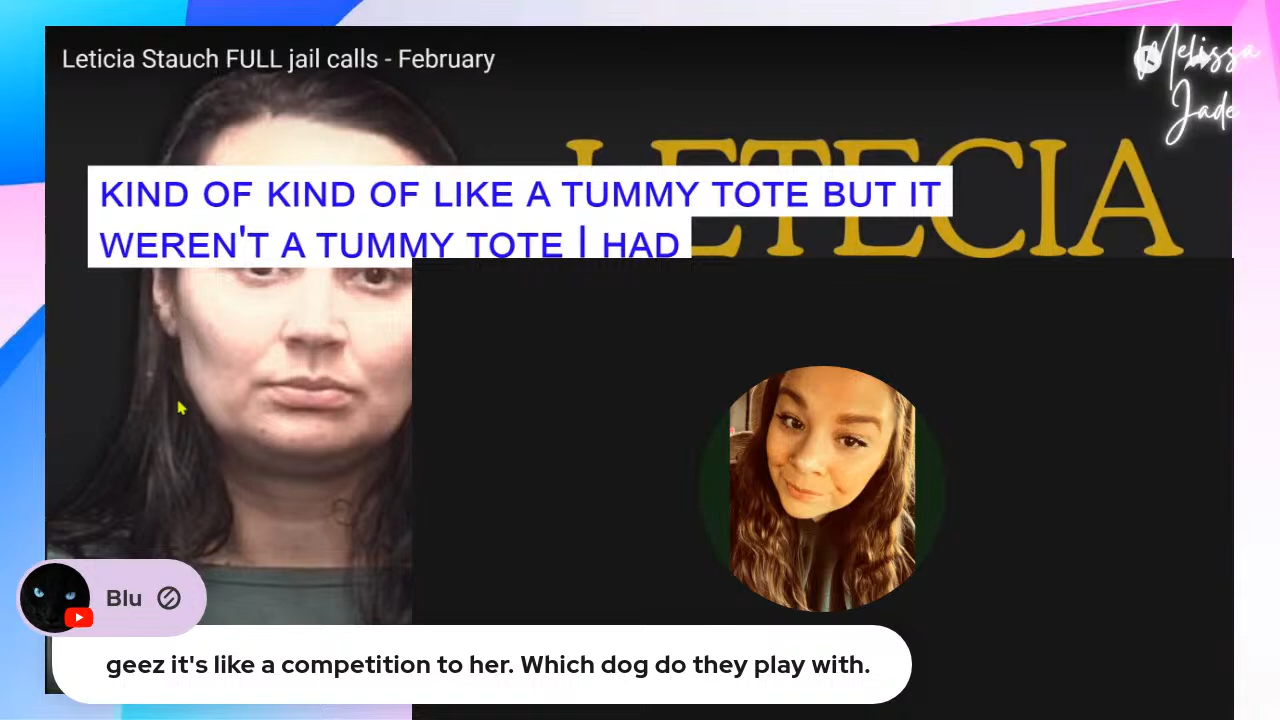 Leticia Stauch FULL jail calls - February
Melissa
Jade
LETECIA
KIND OF KIND OF LIKE A TUMMY TOTE BUT IT
WEREN'T A TUMMY TOTE I HAD
Blu
geez it's like a competition to her. Which dog do they play with.